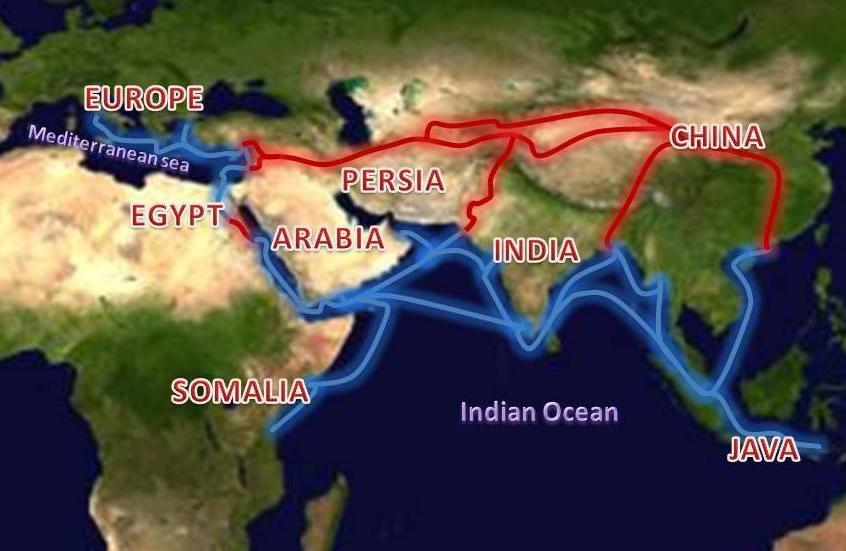 EUROPE
Mediterranean sea
CHINA
PERSIA
EGYPT
ARABIA
INDIA
SOMALIA
Indian Ocean
JAVA